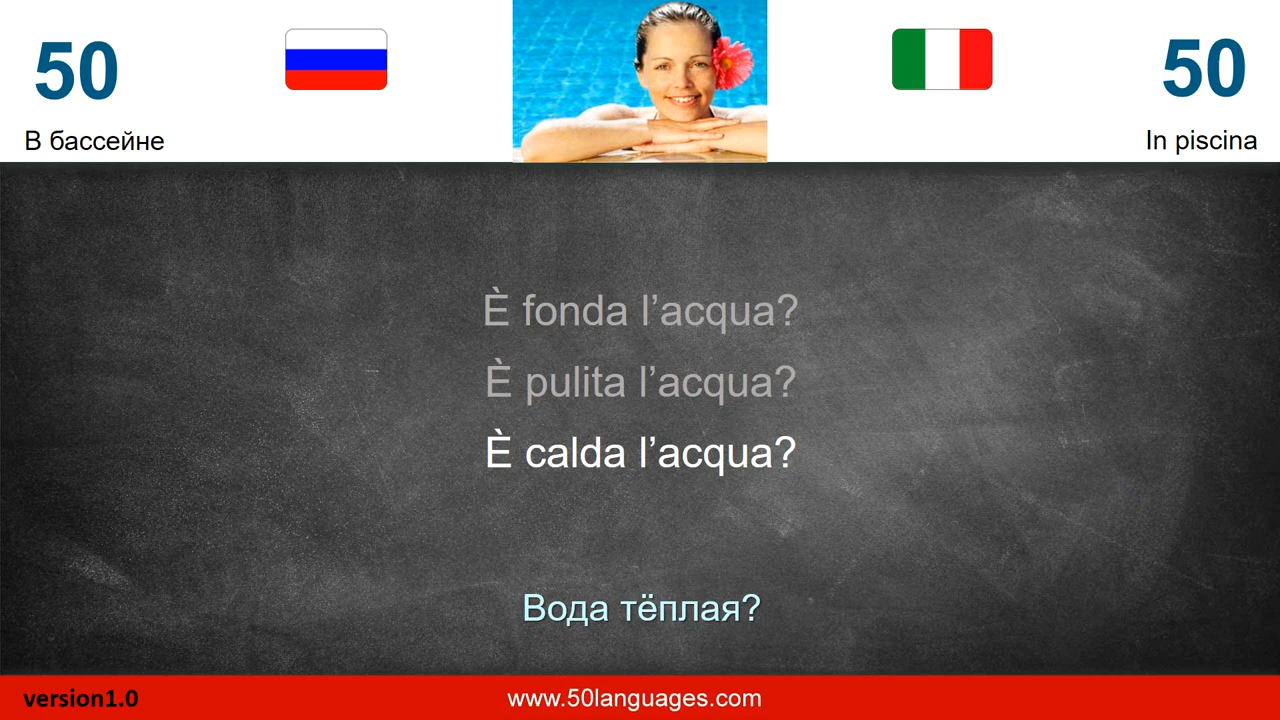 50
50
В бассейне
In piscina
È fonda l’acqua?
È pulita l’acqua?
È calda l’acqua?
Вода тёплая?
version1.0
www.50languages.com